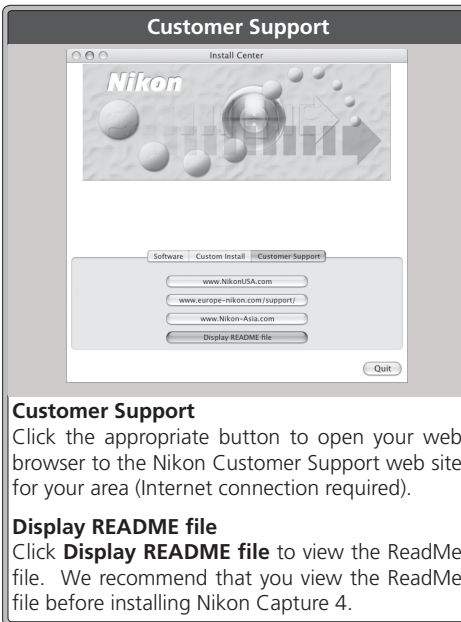 Customer Support
Install Center
Nikon
Software Custom Install Customer Support
www.NikonUSA.com
www.europe-nikon.com/support/
www.Nikon-Asia.com
Display README file
Quit
Customer Support
Click the appropriate button to open your web
browser to the Nikon Customer Support web site
for your area (Internet connection required).
Display README file
Click Display README file to view the ReadMe
file. We recommend that you view the ReadMe
file before installing Nikon Capture 4.